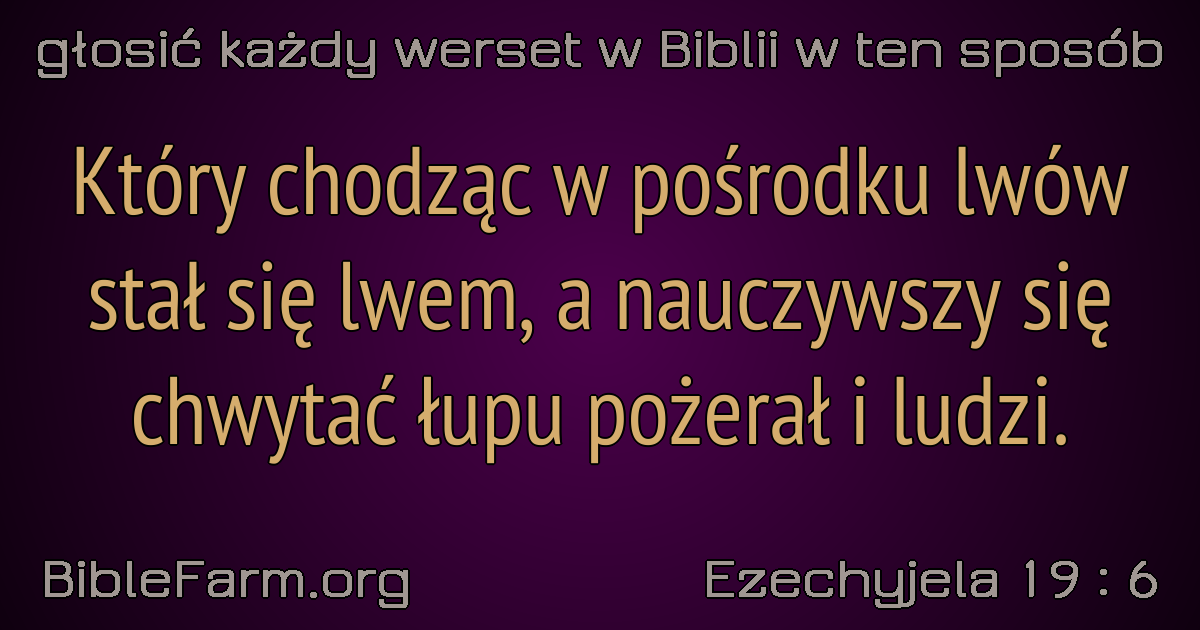 głosić każdy werset w Biblii w ten sposób
Który chodząc w pośrodku lwów
stał się lwem, a nauczywszy się
chwytać łupu pożerał i ludzi.
BibleFarm.org
Ezechyjela 19 : 6